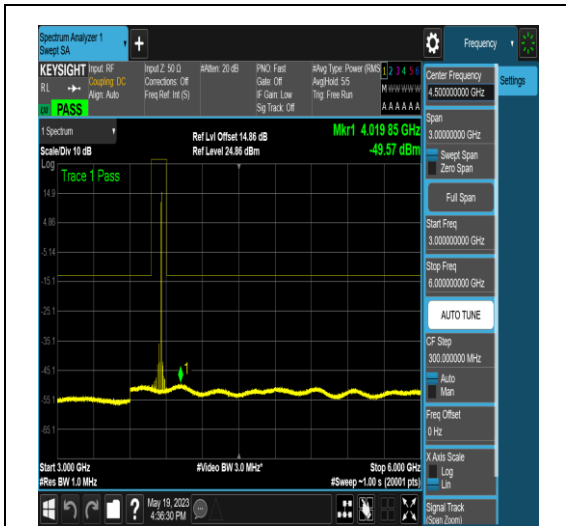 Spectrum Analyzer 1
Swept SA
Frequency
KEYSIGHT
RL
PASS
Input: RF
Coupling: DC
Align: Auto
Input Z: 50 Ω
Corrections: Off
Freq Ref: Int (S)
#Atten: 20 dB
PNO: Fast
Gate: Off
IF Gain: Low
Sig Track: Off
#Avg Type: Power (RMS
Avg|Hold: 5/5
Trig: Free Run
1 2 3 4 5 6
M W W W W W
A A A A A A
1 Spectrum
Scale/Div 10 dB
Log
Ref Lvl Offset 14.86 dB
Ref Level 24.86 dBm
Mkr1 4.019 85 GHz
-49.57 dBm
Trace 1 Pass
14.9
4.86
-5.14
-15.1
-25.1
-35.1
-45.1
-55.1
-65.1
1
Start 3.000 GHz
#Res BW 1.0 MHz
#Video BW 3.0 MHz*
Stop 6.000 GHz
#Sweep ~1.00 s (20001 pts)
May 19, 2023
4:36:30 PM
Center Frequency
4.500000000 GHz
Span
3.00000000 GHz
Swept Span
Zero Span
Full Span
Start Freq
3.000000000 GHz
Stop Freq
6.000000000 GHz
AUTO TUNE
CF Step
300.000000 MHz
Auto
Man
Freq Offset
0 Hz
X Axis Scale
Log
Lin
Signal Track
(Span Zoom)
Settings